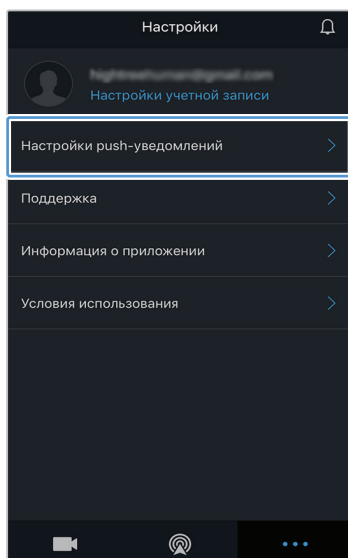 Настройки
Настройки учетной записи
Настройки push-уведомлений
Поддержка
Информация о приложении
Условия использования